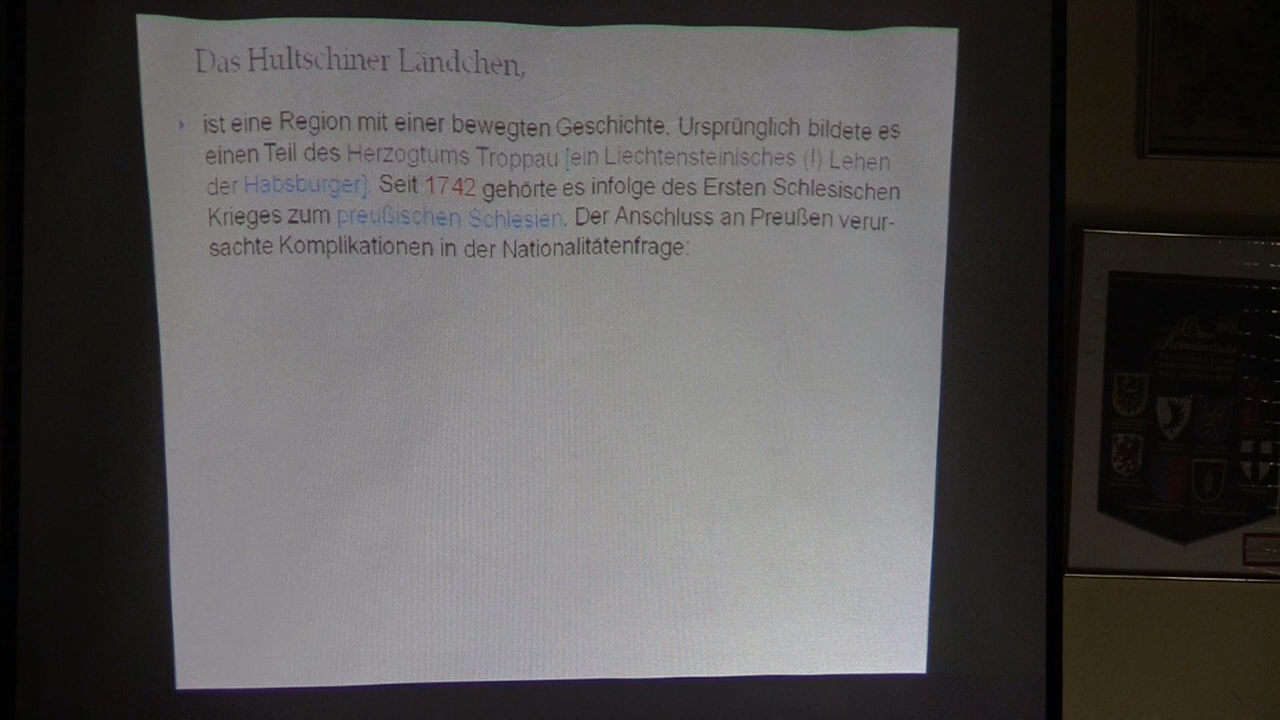 Das Hultschiner Ländchen,
ist eine Region mit einer bewegten Geschichte. Ursprünglich bildete es
einen Teil des Herzogtums Troppau [ein Liechtensteinisches (!) Lehen
der Habsburger]. Seit 1742 gehörte es infolge des Ersten Schlesischen
Krieges zum preußischen Schlesien. Der Anschluss an Preußen verur-
sachte Komplikationen in der Nationalitätenfrage: